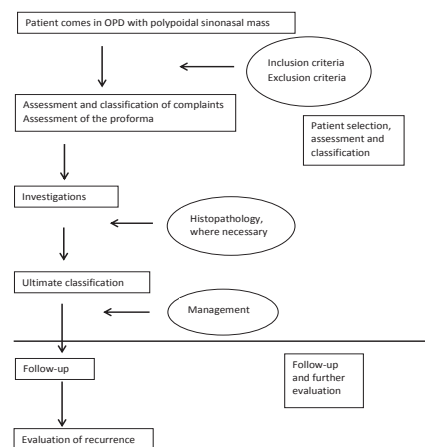 Patient comes in OPD with polypoidal sinonasal mass
Inclusion criteria
Exclusion criteria
Assessment and classification of complaints
Assessment of the proforma
Patient selection,
assessment and
classification
Investigations
Histopathology,
where necessary
Ultimate classification
Management
Follow-up
Follow-up
and further
evaluation
Evaluation of recurrence